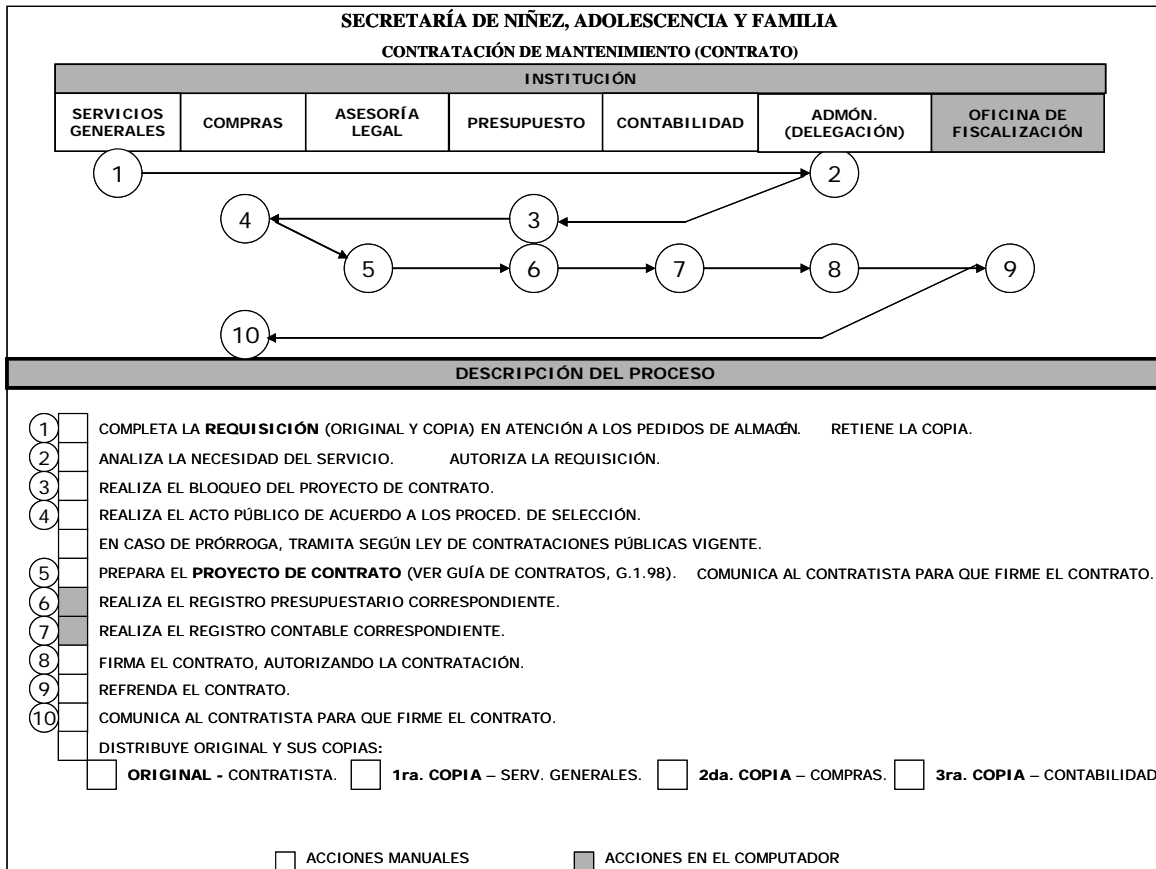 SECRETARÍA DE NIÑEZ, ADOLESCENCIA Y FAMILIA
CONTRATACIÓN DE MANTENIMIENTO (CONTRATO)
INSTITUCIÓN
SERVICIOS GENERALES
COMPRAS
ASESORÍA LEGAL
PRESUPUESTO
CONTABILIDAD
ADMÓN. (DELEGACIÓN)
OFICINA DE FISCALIZACIÓN
1
2
4
3
5
6
7
8
9
10
DESCRIPCIÓN DEL PROCESO
1 COMPLETA LA REQUISICIÓN (ORIGINAL Y COPIA) EN ATENCIÓN A LOS PEDIDOS DE ALMACÉN. RETIENE LA COPIA.
2 ANALIZA LA NECESIDAD DEL SERVICIO. AUTORIZA LA REQUISICIÓN.
3 REALIZA EL BLOQUEO DEL PROYECTO DE CONTRATO.
4 REALIZA EL ACTO PÚBLICO DE ACUERDO A LOS PROCED. DE SELECCIÓN.
EN CASO DE PRÓRROGA, TRAMITA SEGÚN LEY DE CONTRATACIONES PÚBLICAS VIGENTE.
5 PREPARA EL PROYECTO DE CONTRATO (VER GUÍA DE CONTRATOS, G.1.98). COMUNICA AL CONTRATISTA PARA QUE FIRME EL CONTRATO.
6 REALIZA EL REGISTRO PRESUPUESTARIO CORRESPONDIENTE.
7 REALIZA EL REGISTRO CONTABLE CORRESPONDIENTE.
8 FIRMA EL CONTRATO, AUTORIZANDO LA CONTRATACIÓN.
9 REFRENDA EL CONTRATO.
10 COMUNICA AL CONTRATISTA PARA QUE FIRME EL CONTRATO.
DISTRIBUYE ORIGINAL Y SUS COPIAS:
ORIGINAL - CONTRATISTA. 1ra. COPIA – SERV. GENERALES. 2da. COPIA – COMPRAS. 3ra. COPIA – CONTABILIDAD
ACCIONES MANUALES ACCIONES EN EL COMPUTADOR